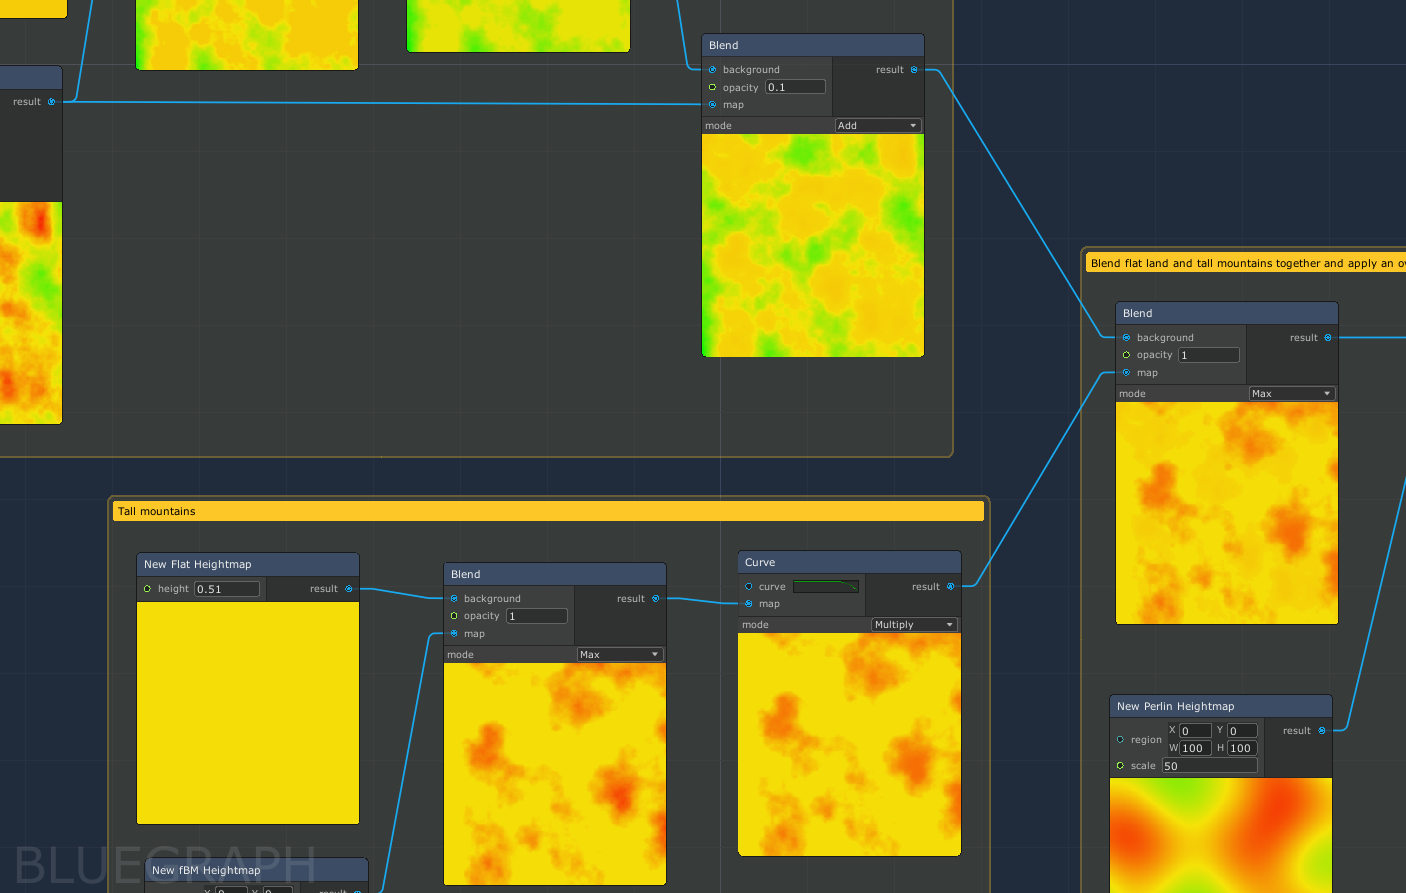 Blend
background
result
opacity 0.1
map
mode Add
result
Blend flat land and tall mountains together and apply an
Blend
background
result
opacity 1
map
mode Max
Tall mountains
New Flat Heightmap
height 0.51
result
Blend
background
result
opacity 1
map
mode Max
Curve
curve
result
map
mode Multiply
New Perlin Heightmap
X 0 Y 0
region
result
W 100 H 100
scale 50
BLUEGRAPH
New fBM Heightmap
X 0 Y 0
result